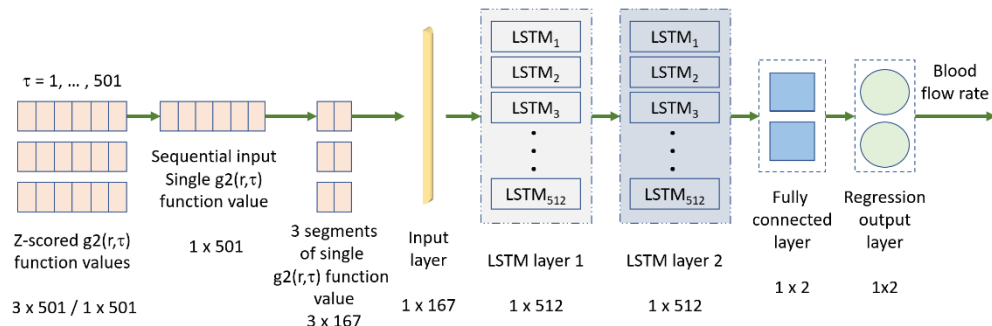 τ = 1, … , 501
Z-scored g2(r,τ)
function values
3 x 501 / 1 x 501
Sequential input
Single g2(r,τ)
function value
1 x 501
3 segments
of single
g2(r,τ) function
value
3 x 167
Input
layer
1 x 167
LSTM₁
LSTM₂
LSTM₃
LSTM₅₁₂
LSTM layer 1
1 x 512
LSTM₁
LSTM₂
LSTM₃
LSTM₅₁₂
LSTM layer 2
1 x 512
Fully
connected
layer
1 x 2
Regression
output
layer
1x2
Blood
flow rate